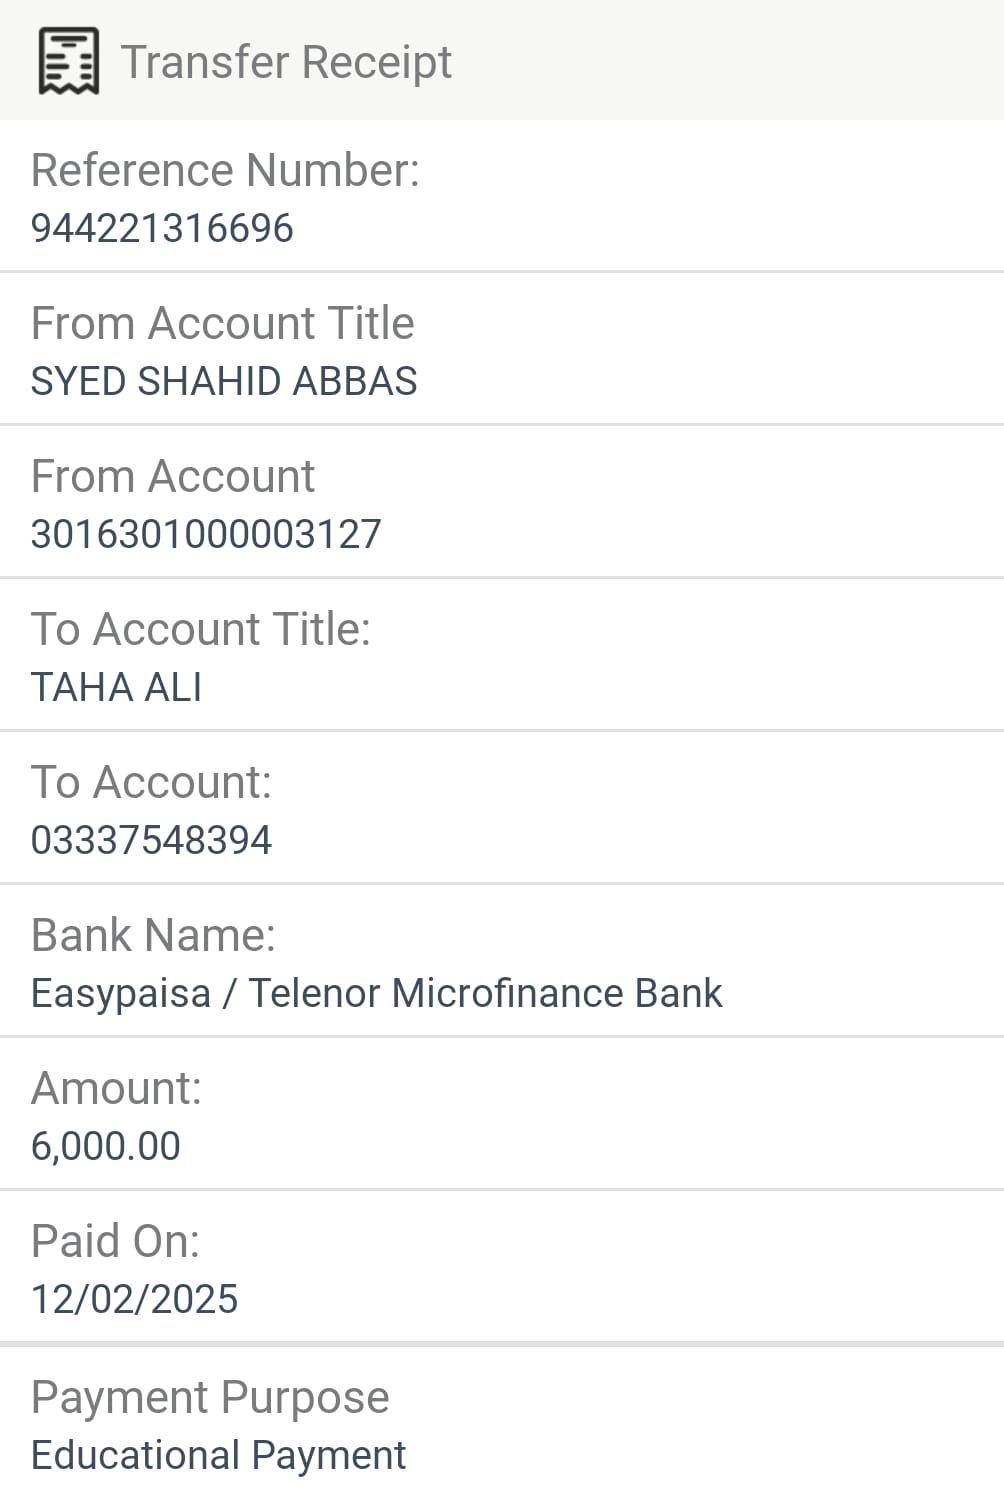 Transfer Receipt
Reference Number:
944221316696
From Account Title
SYED SHAHID ABBAS
From Account
3016301000003127
To Account Title:
TAHA ALI
To Account:
03337548394
Bank Name:
Easypaisa / Telenor Microfinance Bank
Amount:
6,000.00
Paid On:
12/02/2025
Payment Purpose
Educational Payment